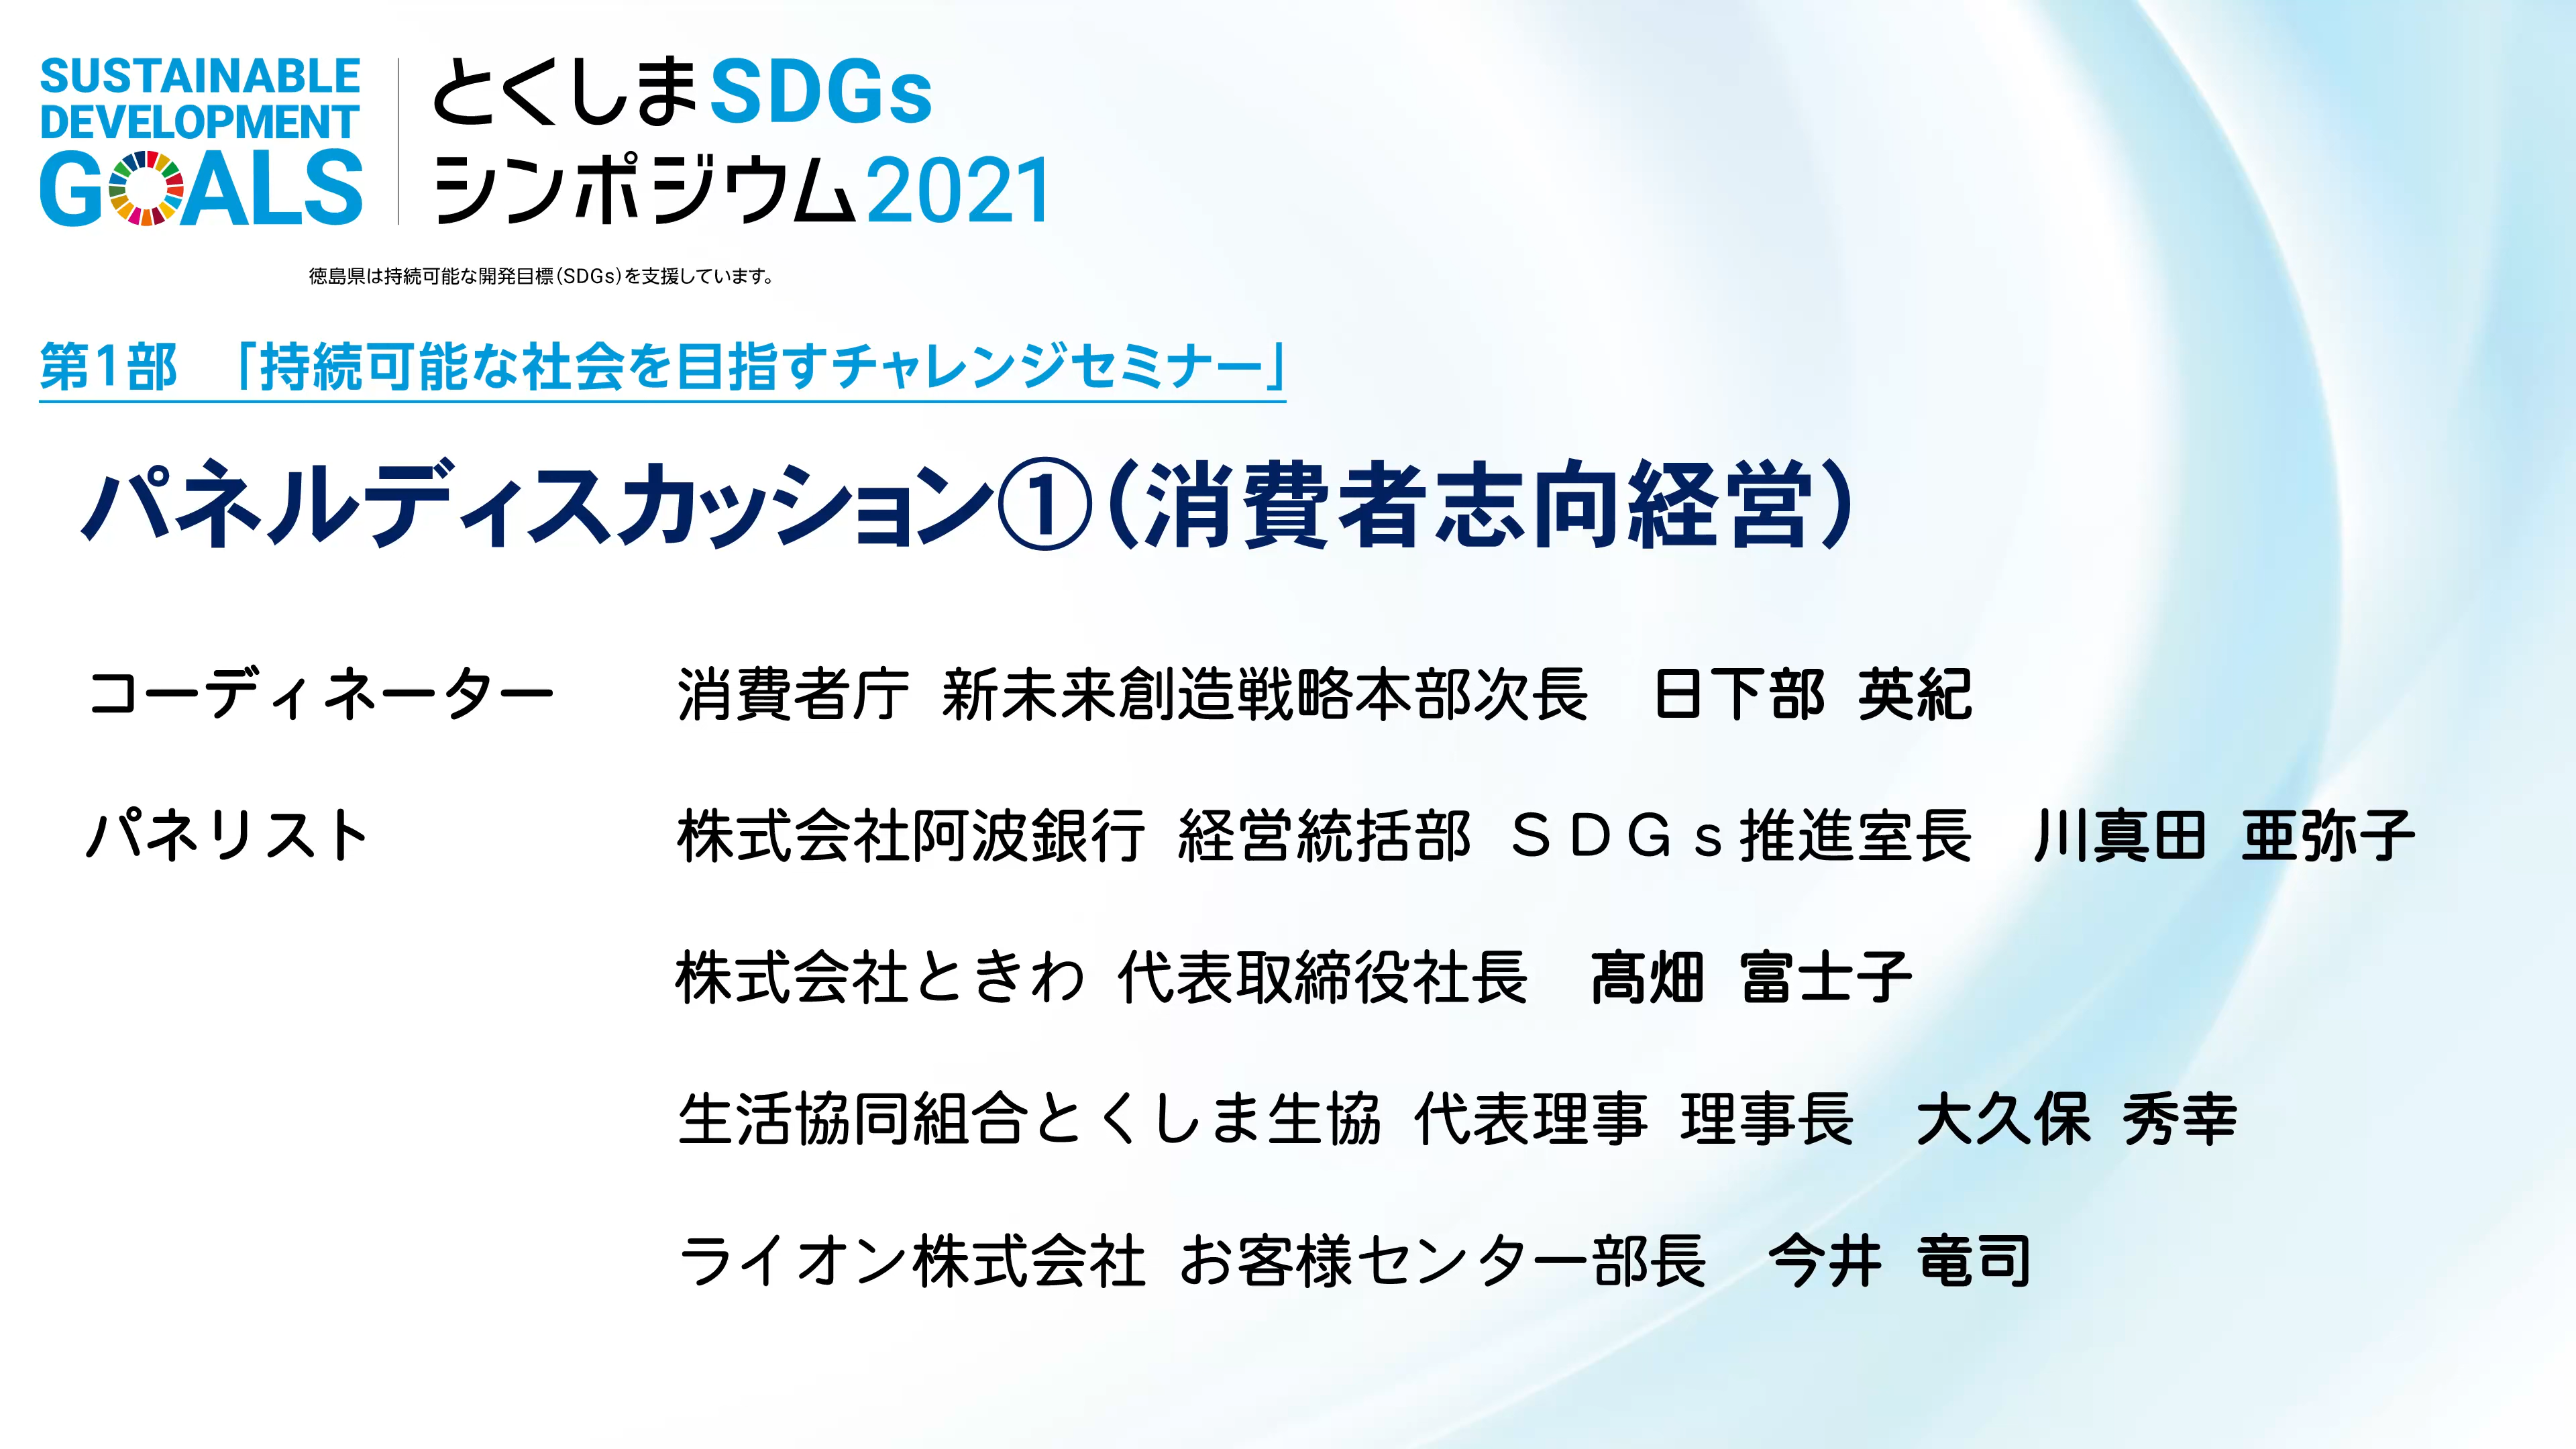 SUSTAINABLE
DEVELOPMENT
GOALS
とくしまSDGs
シンポジウム2021
徳島県は持続可能な開発目標(SDGs)を支援しています。
第1部 「持続可能な社会を目指すチャレンジセミナー」
パネルディスカッション①(消費者志向経営)
コーディネーター 消費者庁 新未来創造戦略本部次長 日下部 英紀
パネリスト 株式会社阿波銀行 経営統括部 ＳＤＧｓ推進室長 川真田 亜弥子
株式会社ときわ 代表取締役社長 髙畑 富士子
生活協同組合とくしま生協 代表理事 理事長 大久保 秀幸
ライオン株式会社 お客様センター部長 今井 竜司